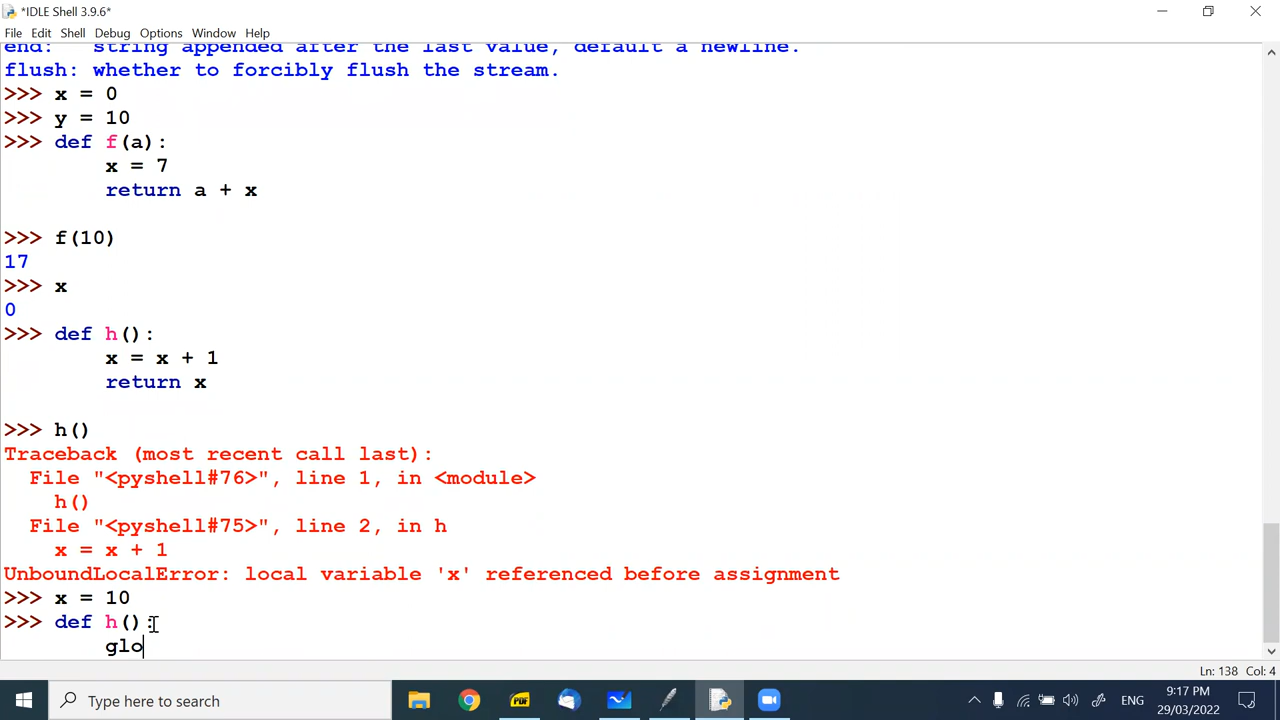 *IDLE Shell 3.9.6*
File Edit Shell Debug Options Window Help
end: string appended after the last value, default a newline.
flush: whether to forcibly flush the stream.
>>> x = 0
>>> y = 10
>>> def f(a):
x = 7
return a + x
>>> f(10)
17
>>> x
0
>>> def h():
x = x + 1
return x
>>> h()
Traceback (most recent call last):
File "<pyshell#76>", line 1, in <module>
h()
File "<pyshell#75>", line 2, in h
x = x + 1
UnboundLocalError: local variable 'x' referenced before assignment
>>> x = 10
>>> def h():
glo
Ln: 138 Col: 4
Type here to search
PDF
ENG
9:17 PM
29/03/2022